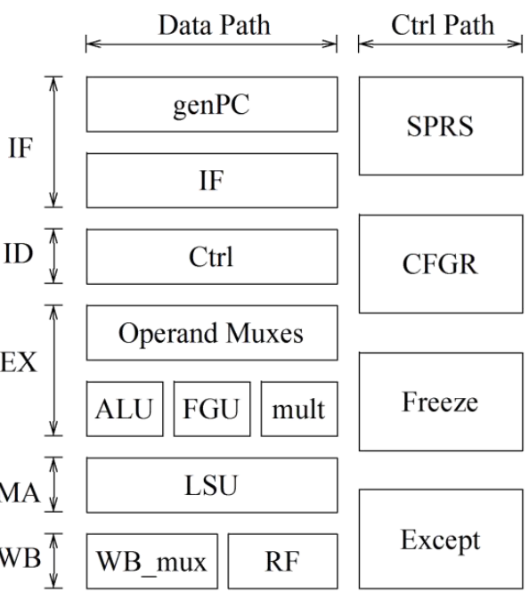 Data Path
Ctrl Path
genPC
SPRS
IF
IF
ID
Ctrl
CFGR
Operand Muxes
EX
ALU
FGU
mult
Freeze
MA
LSU
WB
WB_mux
RF
Except